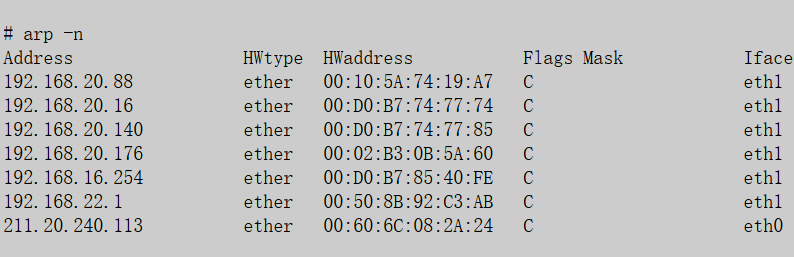 # arp -n
Address HWtype HWaddress Flags Mask Iface
192.168.20.88 ether 00:10:5A:74:19:A7 C eth1
192.168.20.16 ether 00:D0:B7:74:77:74 C eth1
192.168.20.140 ether 00:D0:B7:74:77:85 C eth1
192.168.20.176 ether 00:02:B3:0B:5A:60 C eth1
192.168.16.254 ether 00:D0:B7:85:40:FE C eth1
192.168.22.1 ether 00:50:8B:92:C3:AB C eth1
211.20.240.113 ether 00:60:6C:08:2A:24 C eth0